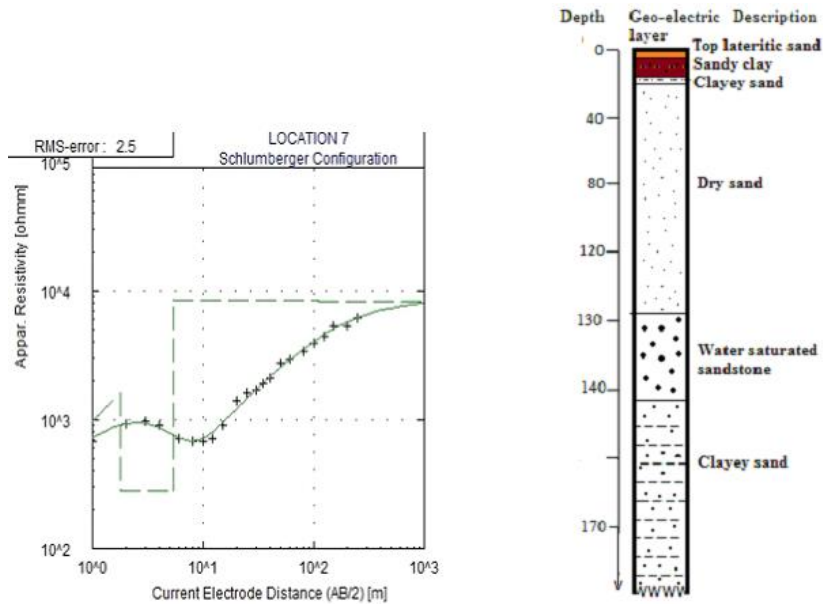 RMS-error : 2.5
LOCATION 7
Schlumberger Configuration
Appar. Resistivity [ohmm]
10^5
10^4
10^3
10^2
10^0
10^1
10^2
10^3
Current Electrode Distance (AB/2) [m]
Depth Geo-electric Description
layer
0
Top lateritic sand
Sandy clay
Clayey sand
40
80
Dry sand
120
130
Water saturated
sandstone
140
Clayey sand
170